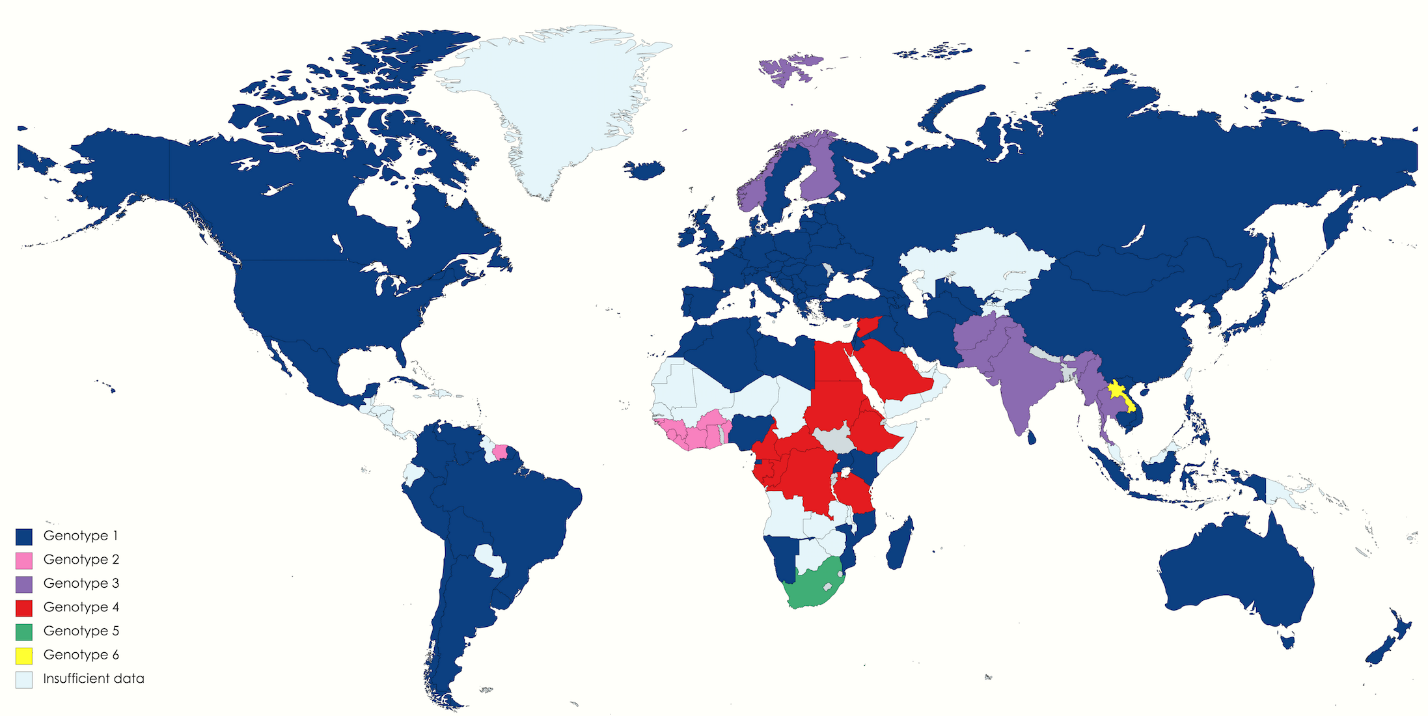 Genotype 1
Genotype 2
Genotype 3
Genotype 4
Genotype 5
Genotype 6
Insufficient data